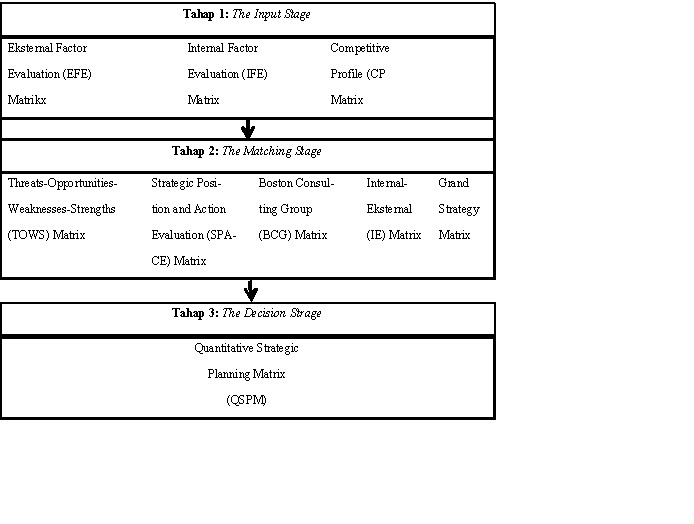 Tahap 1: The Input Stage
Eksternal Factor
Evaluation (EFE)
Matrikx
Internal Factor
Evaluation (IFE)
Matrix
Competitive
Profile (CP
Matrix
Tahap 2: The Matching Stage
Threats-Opportunities-
Weaknesses-Strengths
(TOWS) Matrix
Strategic Posi-
tion and Action
Evaluation (SPA-
CE) Matrix
Boston Consul-
ting Group
(BCG) Matrix
Internal-
Eksternal
(IE) Matrix
Grand
Strategy
Matrix
Tahap 3: The Decision Strage
Quantitative Strategic
Planning Matrix
(QSPM)